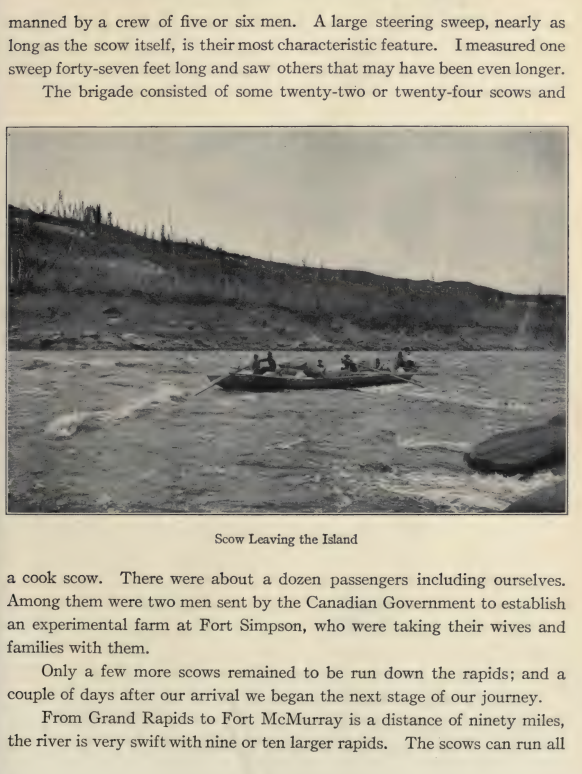 manned by a crew of five or six men. A large steering sweep, nearly as
long as the scow itself, is their most characteristic feature. I measured one
sweep forty-seven feet long and saw others that may have been even longer.
The brigade consisted of some twenty-two or twenty-four scows and
Scow Leaving the Island
a cook scow. There were about a dozen passengers including ourselves.
Among them were two men sent by the Canadian Government to establish
an experimental farm at Fort Simpson, who were taking their wives and
families with them.
Only a few more scows remained to be run down the rapids; and a
couple of days after our arrival we began the next stage of our journey.
From Grand Rapids to Fort McMurray is a distance of ninety miles,
the river is very swift with nine or ten larger rapids. The scows can run all